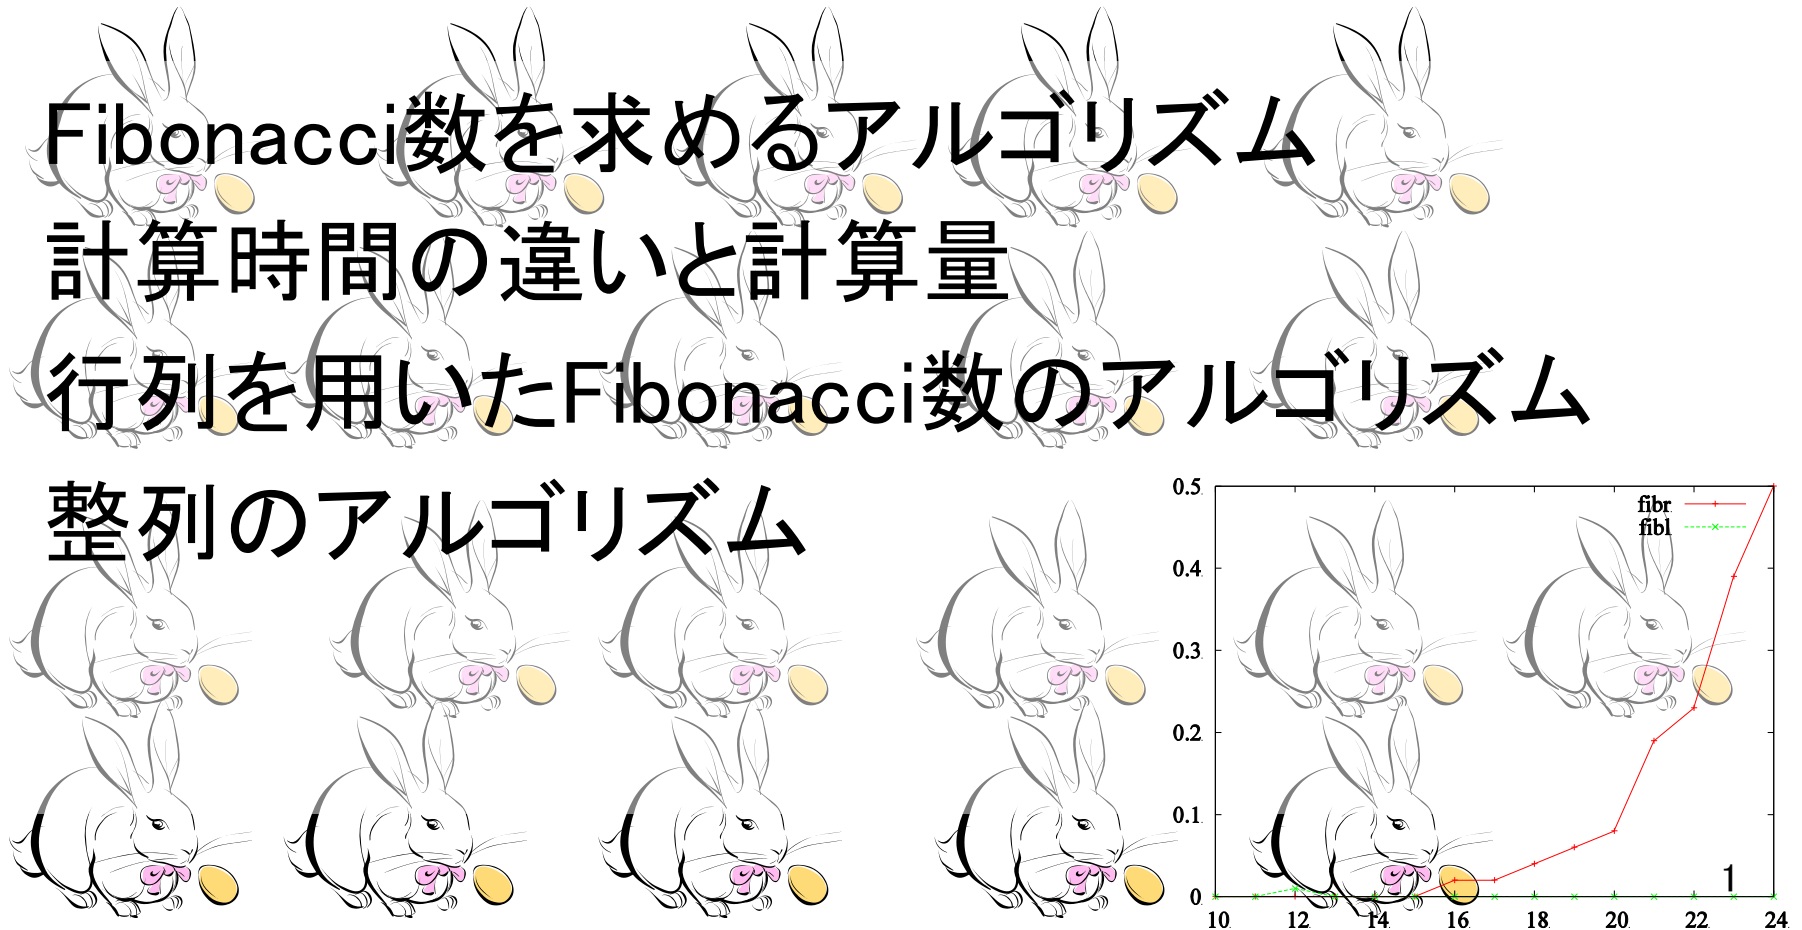 Fibonacci数を求めるアルゴリズム
計算時間の違いと計算量
行列を用いたFibonacci数のアルゴリズム
整列のアルゴリズム
0.5
fibr
fibl
0.4
0.3
0.2
0.1
1
0
10 12 14 16 18 20 22 24